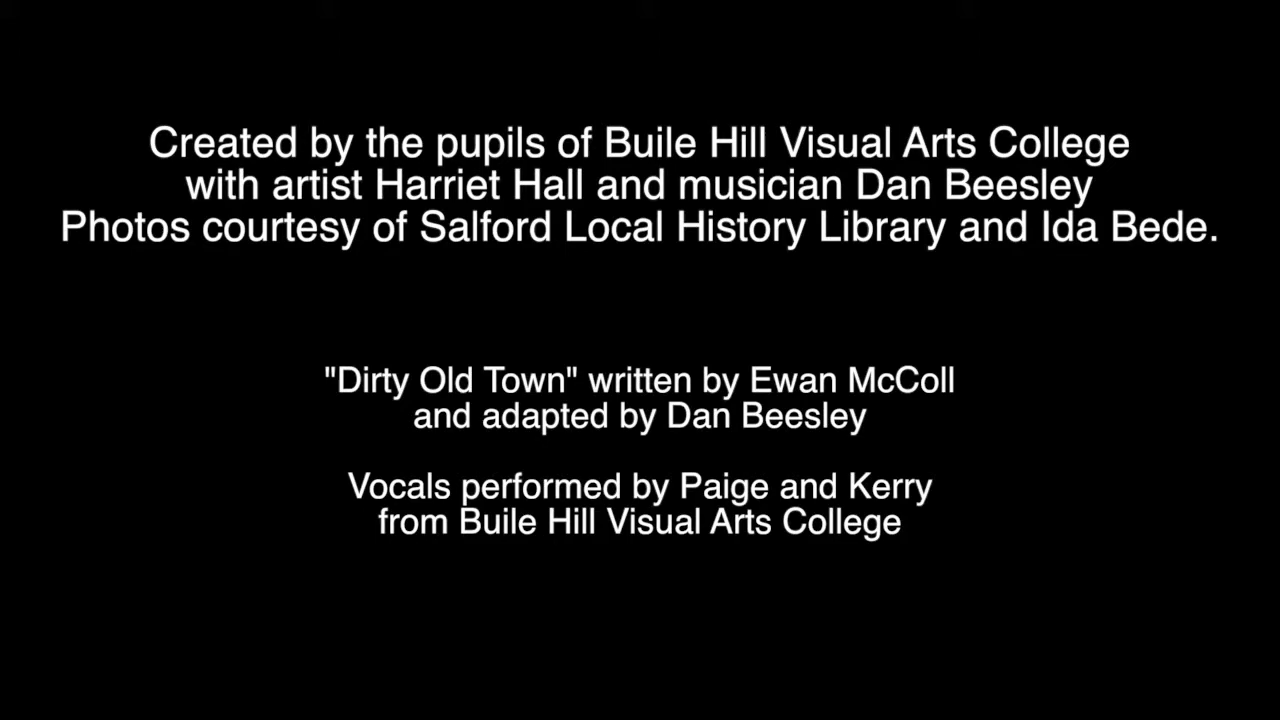 Created by the pupils of Buile Hill Visual Arts College
with artist Harriet Hall and musician Dan Beesley
Photos courtesy of Salford Local History Library and Ida Bede.
"Dirty Old Town" written by Ewan McColl
and adapted by Dan Beesley
Vocals performed by Paige and Kerry
from Buile Hill Visual Arts College